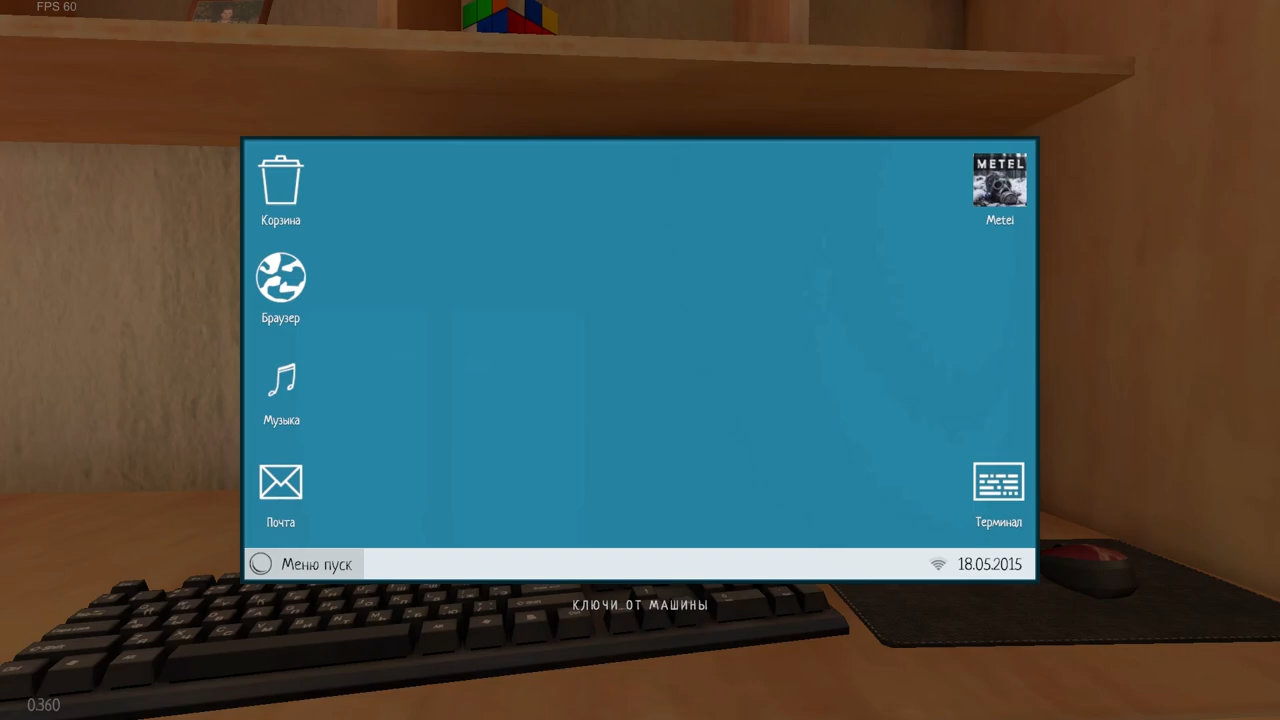 FPS 60
METEL
Корзина
Metel
Браузер
Музыка
Почта
Терминал
Меню пуск
18.05.2015
КЛЮЧИ ОТ МАШИНЫ
0.360